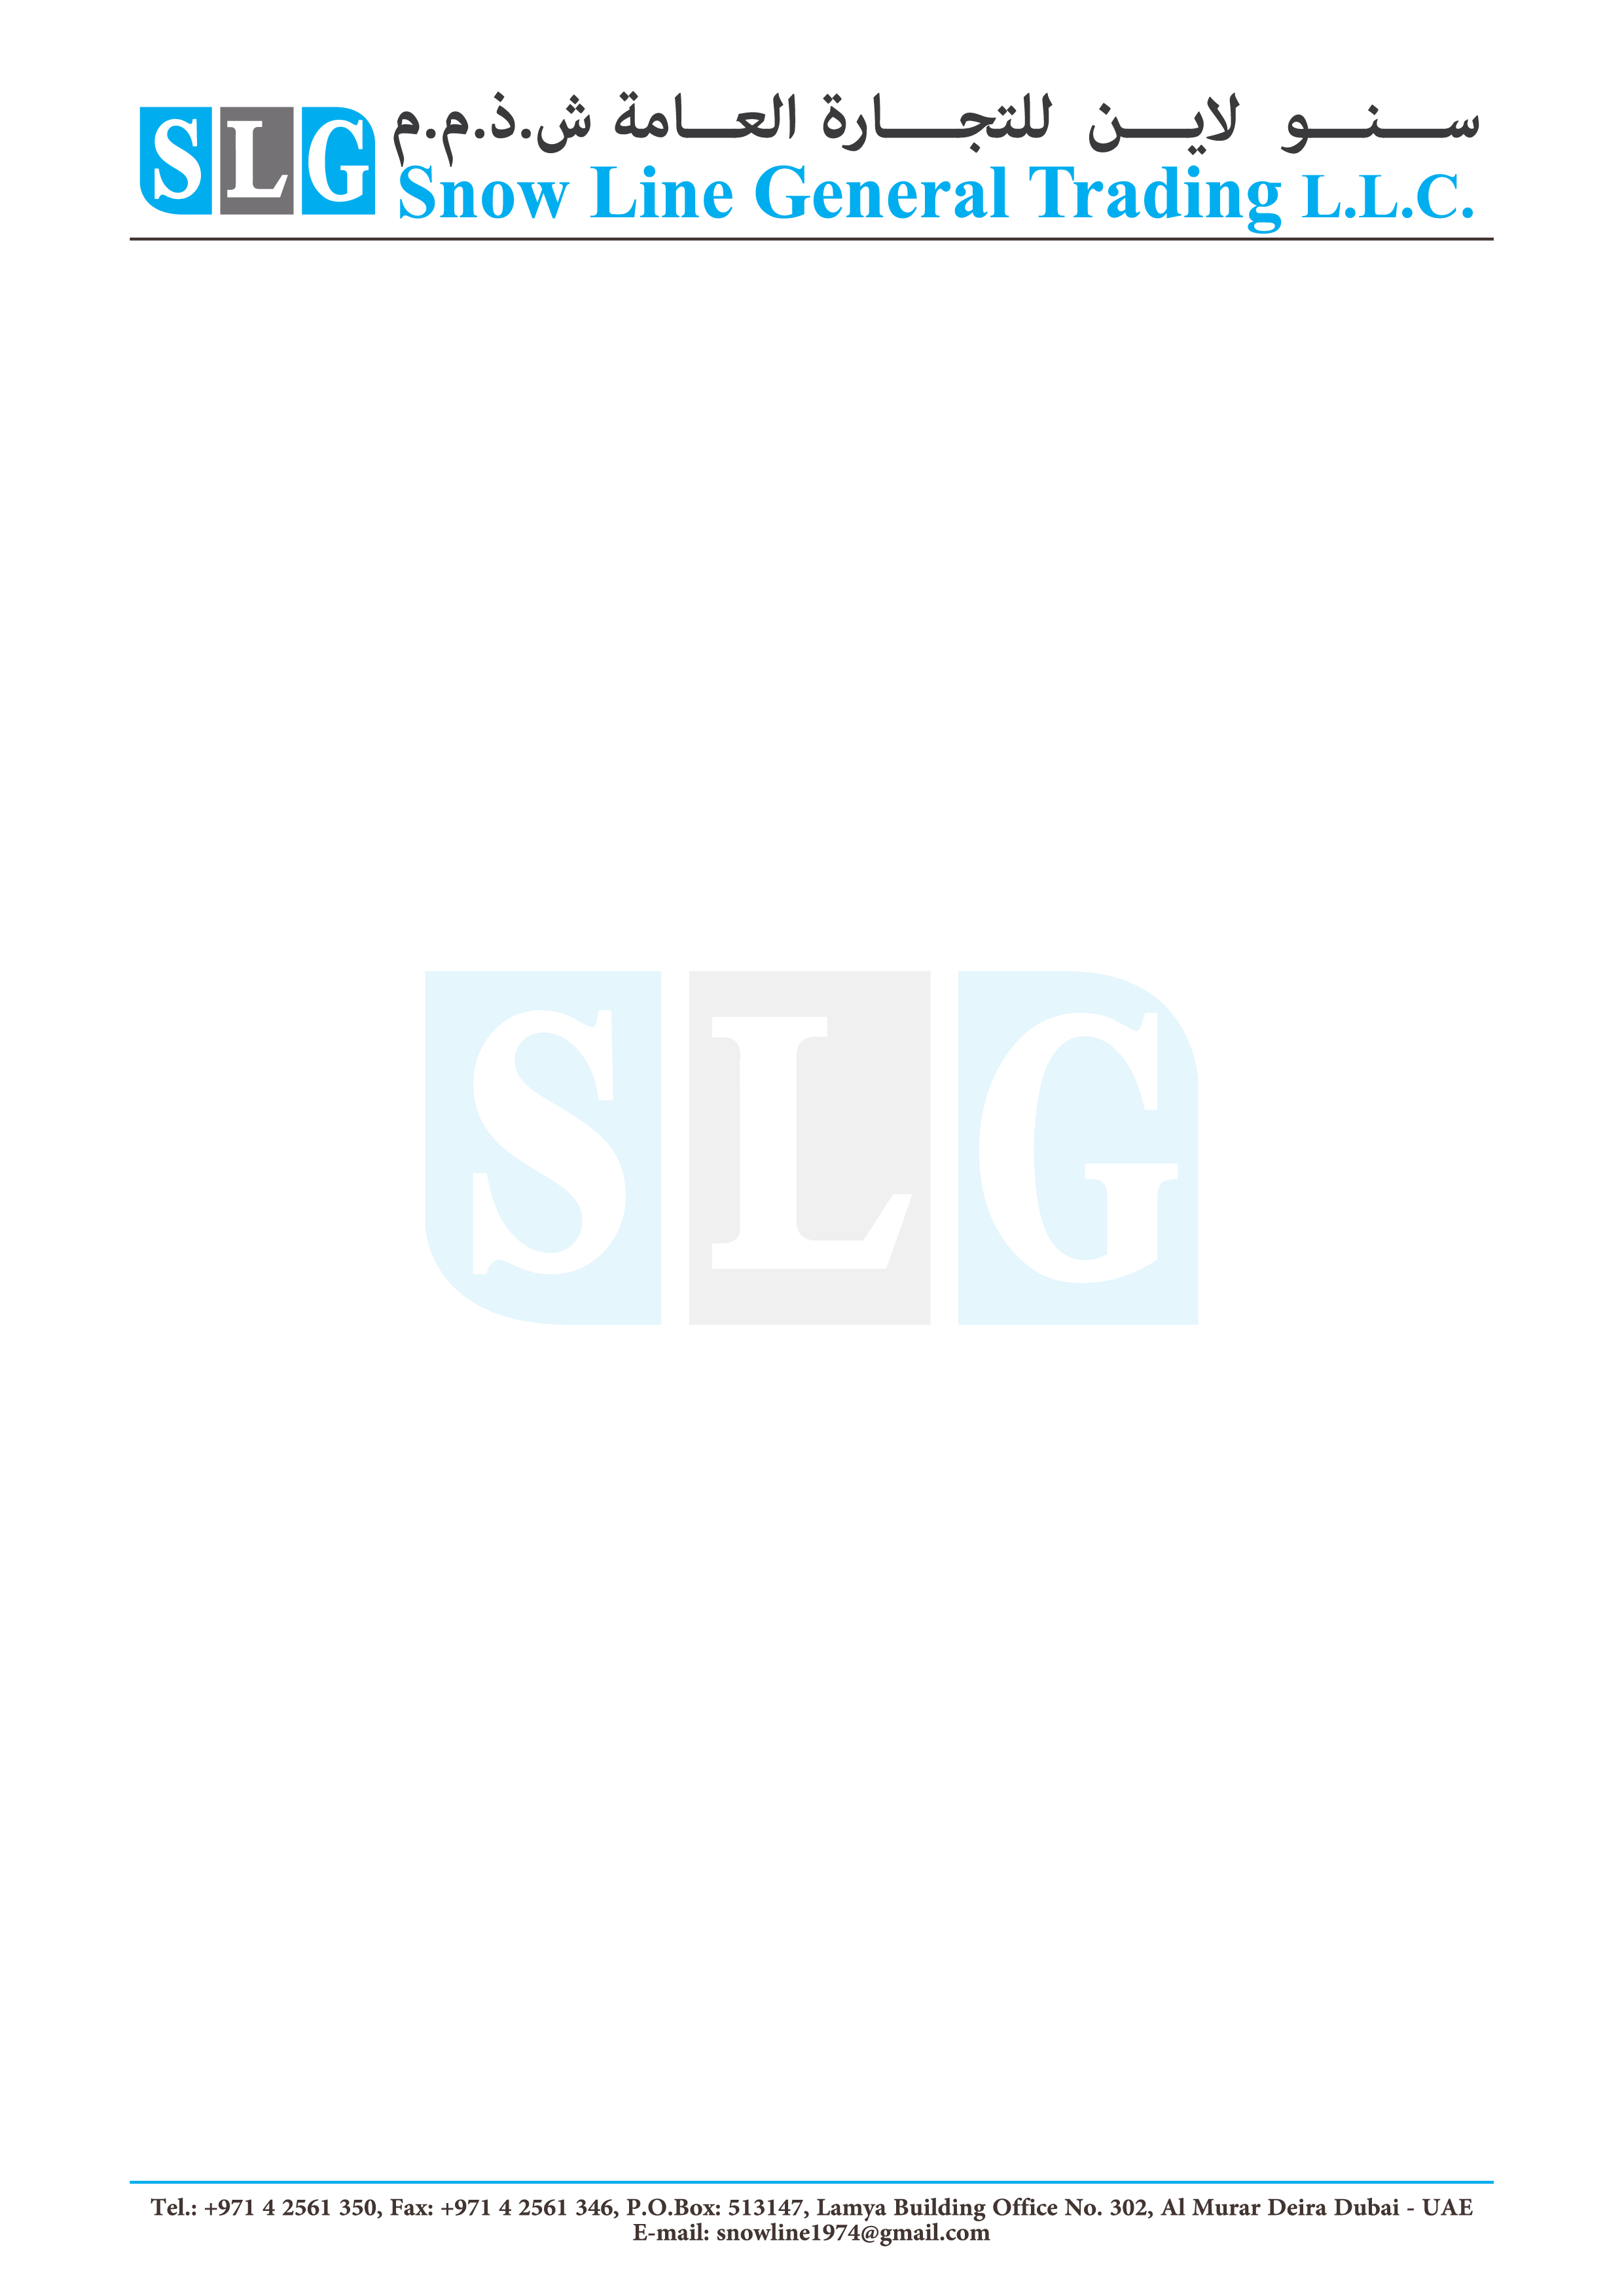 SLG
سنو لاين للتجارة العامة ش.ذ.م.م
Snow Line General Trading L.L.C.
SLG
Tel.: +971 4 2561 350, Fax: +971 4 2561 346, P.O.Box: 513147, Lamya Building Office No. 302, Al Murar Deira Dubai - UAE
E-mail: snowline1974@gmail.com